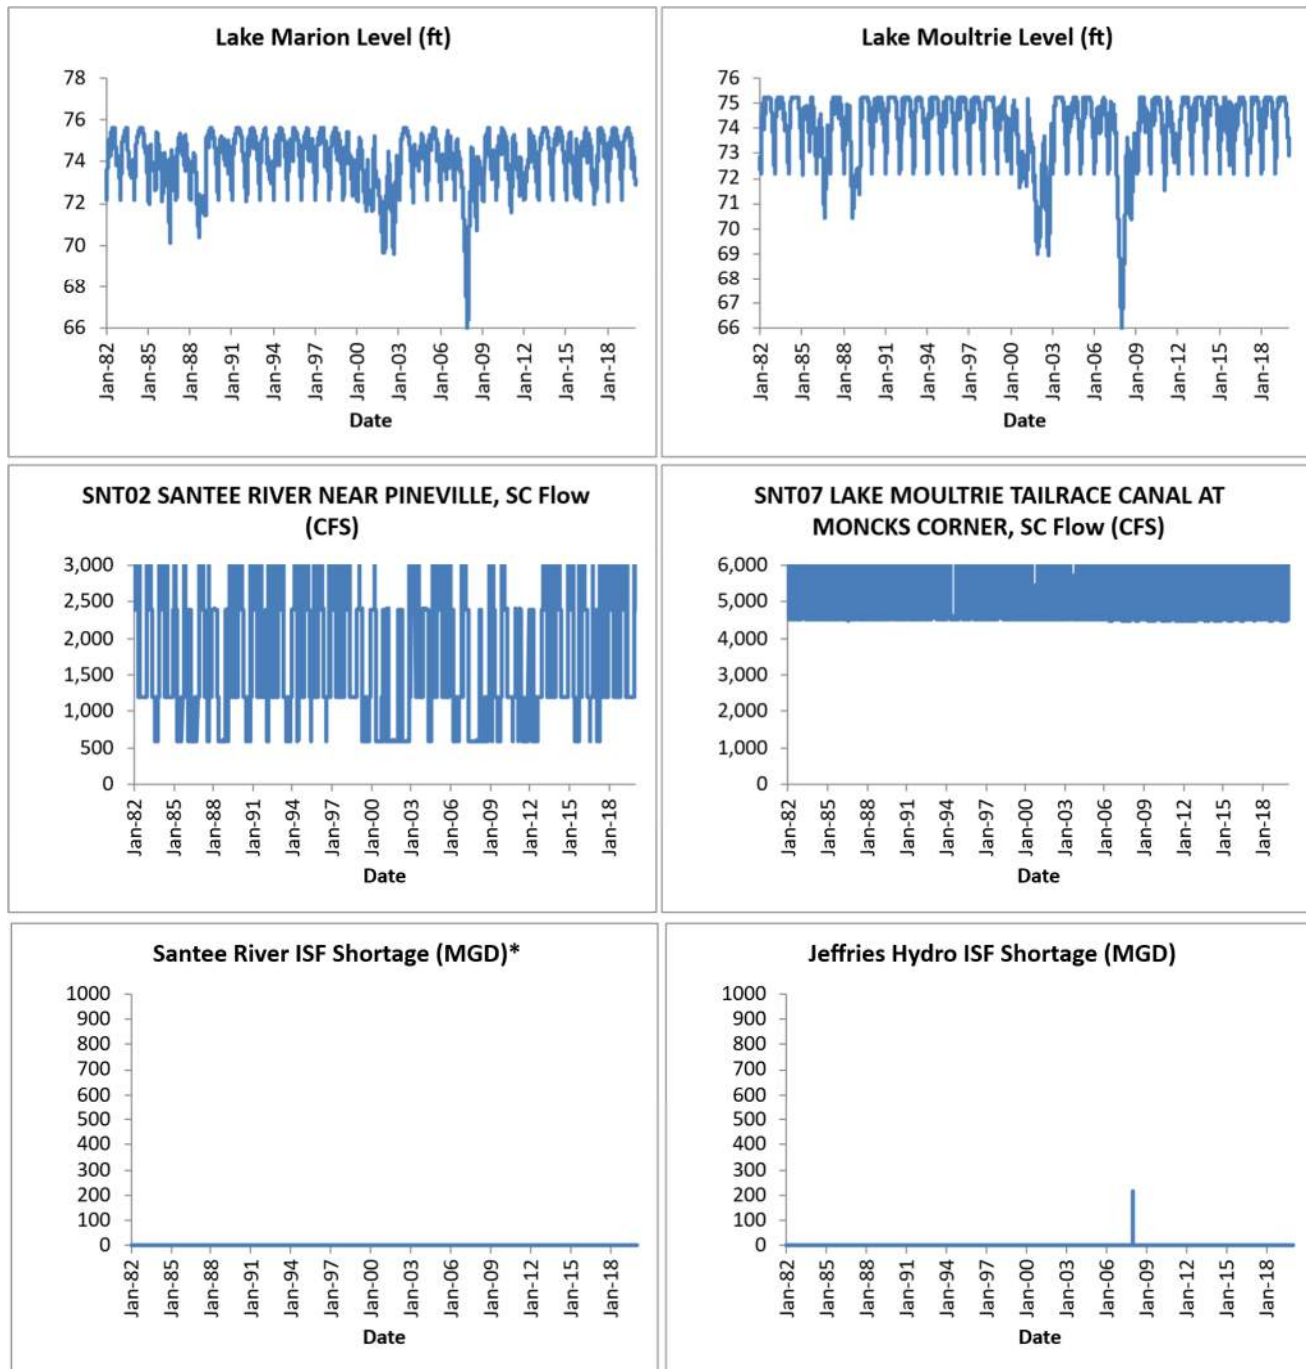 Lake Marion Level (ft)
78
76
74
72
70
68
66
Jan-82
Jan-85
Jan-88
Jan-91
Jan-94
Jan-97
Jan-00
Jan-03
Jan-06
Jan-09
Jan-12
Jan-15
Jan-18
Date
Lake Moultrie Level (ft)
76
75
74
73
72
71
70
69
68
67
66
Jan-82
Jan-85
Jan-88
Jan-91
Jan-94
Jan-97
Jan-00
Jan-03
Jan-06
Jan-09
Jan-12
Jan-15
Jan-18
Date
SNT02 SANTEE RIVER NEAR PINEVILLE, SC Flow
(CFS)
3,000
2,500
2,000
1,500
1,000
500
0
Jan-82
Jan-85
Jan-88
Jan-91
Jan-94
Jan-97
Jan-00
Jan-03
Jan-06
Jan-09
Jan-12
Jan-15
Jan-18
Date
SNT07 LAKE MOULTRIE TAILRACE CANAL AT
MONCKS CORNER, SC Flow (CFS)
6,000
5,000
4,000
3,000
2,000
1,000
0
Jan-82
Jan-85
Jan-88
Jan-91
Jan-94
Jan-97
Jan-00
Jan-03
Jan-06
Jan-09
Jan-12
Jan-15
Jan-18
Date
Santee River ISF Shortage (MGD)*
1000
900
800
700
600
500
400
300
200
100
0
Jan-82
Jan-85
Jan-88
Jan-91
Jan-94
Jan-97
Jan-00
Jan-03
Jan-06
Jan-09
Jan-12
Jan-15
Jan-18
Date
Jeffries Hydro ISF Shortage (MGD)
1000
900
800
700
600
500
400
300
200
100
0
Jan-82
Jan-85
Jan-88
Jan-91
Jan-94
Jan-97
Jan-00
Jan-03
Jan-06
Jan-09
Jan-12
Jan-15
Jan-18
Date